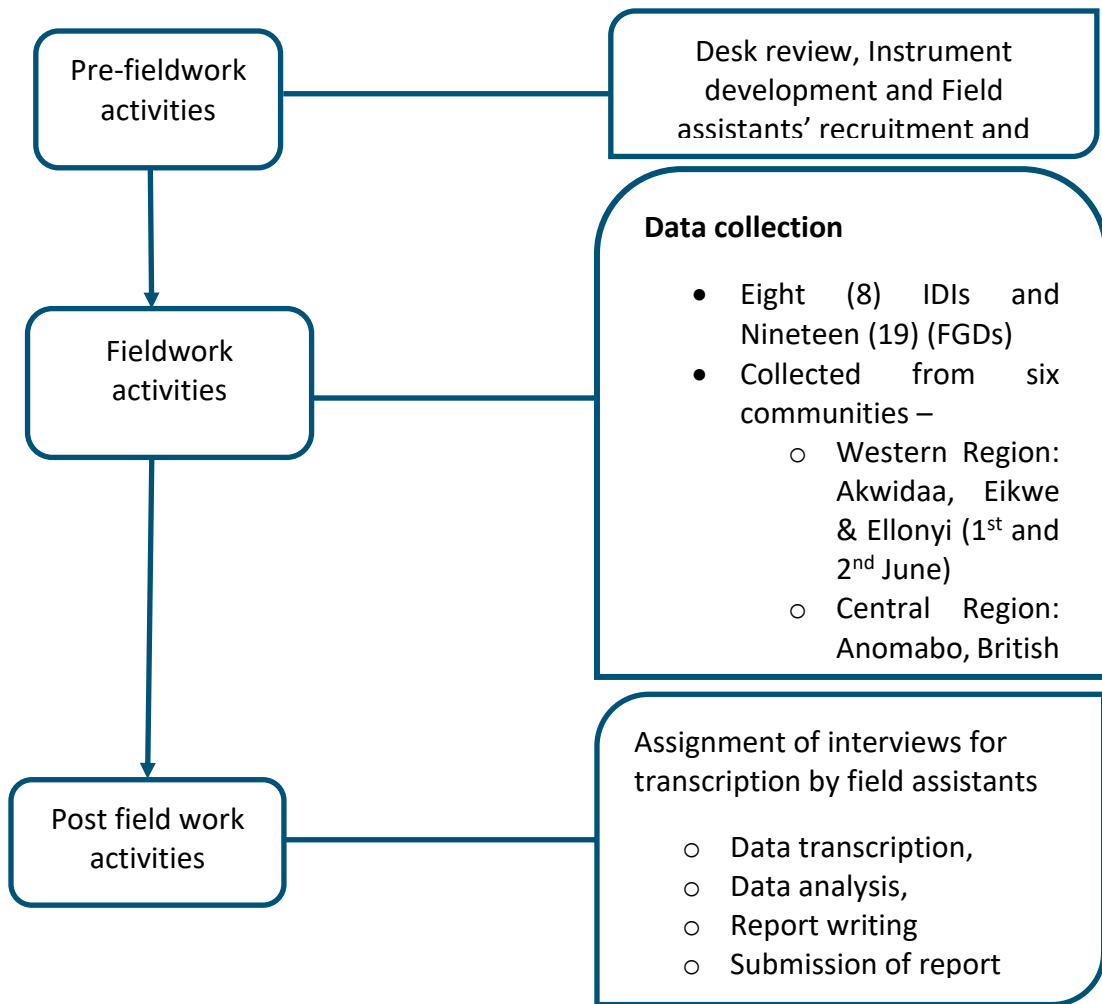 Pre-fieldwork
activities
Desk review, Instrument
development and Field
assistants’ recruitment and
Data collection
• Eight (8) IDIs and
Nineteen (19) (FGDs)
• Collected from six
communities –
o Western Region:
Akwidaa, Eikwe
& Ellonyi (1st and
2nd June)
o Central Region:
Anomabo, British
Fieldwork
activities
Post field work
activities
Assignment of interviews for
transcription by field assistants
o Data transcription,
o Data analysis,
o Report writing
o Submission of report